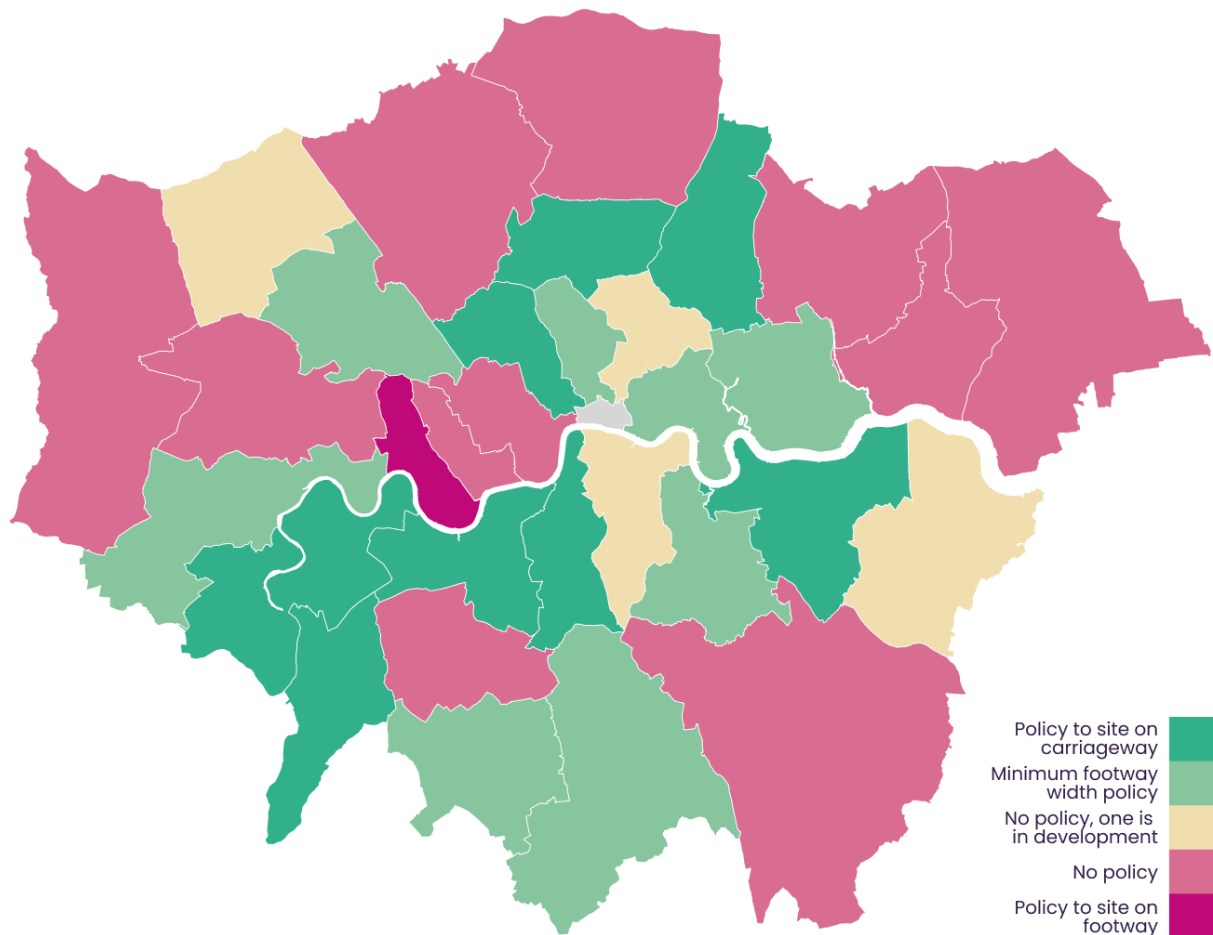 Policy to site on
carriageway
Minimum footway
width policy
No policy, one is
in development
No policy
Policy to site on
footway